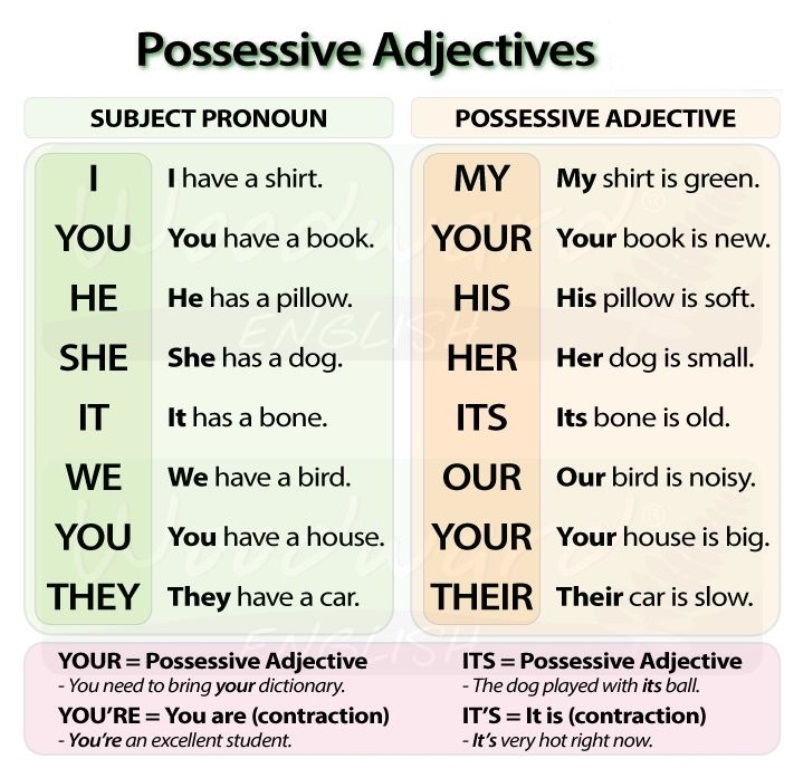 Possessive Adjectives
SUBJECT PRONOUN
POSSESSIVE ADJECTIVE
I I have a shirt. MY My shirt is green.
YOU You have a book. YOUR Your book is new.
HE He has a pillow. HIS His pillow is soft.
SHE She has a dog. HER Her dog is small.
IT It has a bone. ITS Its bone is old.
WE We have a bird. OUR Our bird is noisy.
YOU You have a house. YOUR Your house is big.
THEY They have a car. THEIR Their car is slow.
YOUR = Possessive Adjective
- You need to bring your dictionary.
YOU'RE = You are (contraction)
- You're an excellent student.
ITS = Possessive Adjective
- The dog played with its ball.
IT'S = It is (contraction)
- It's very hot right now.
Woodward®
ENGLISH
Woodward®
ENGLISH